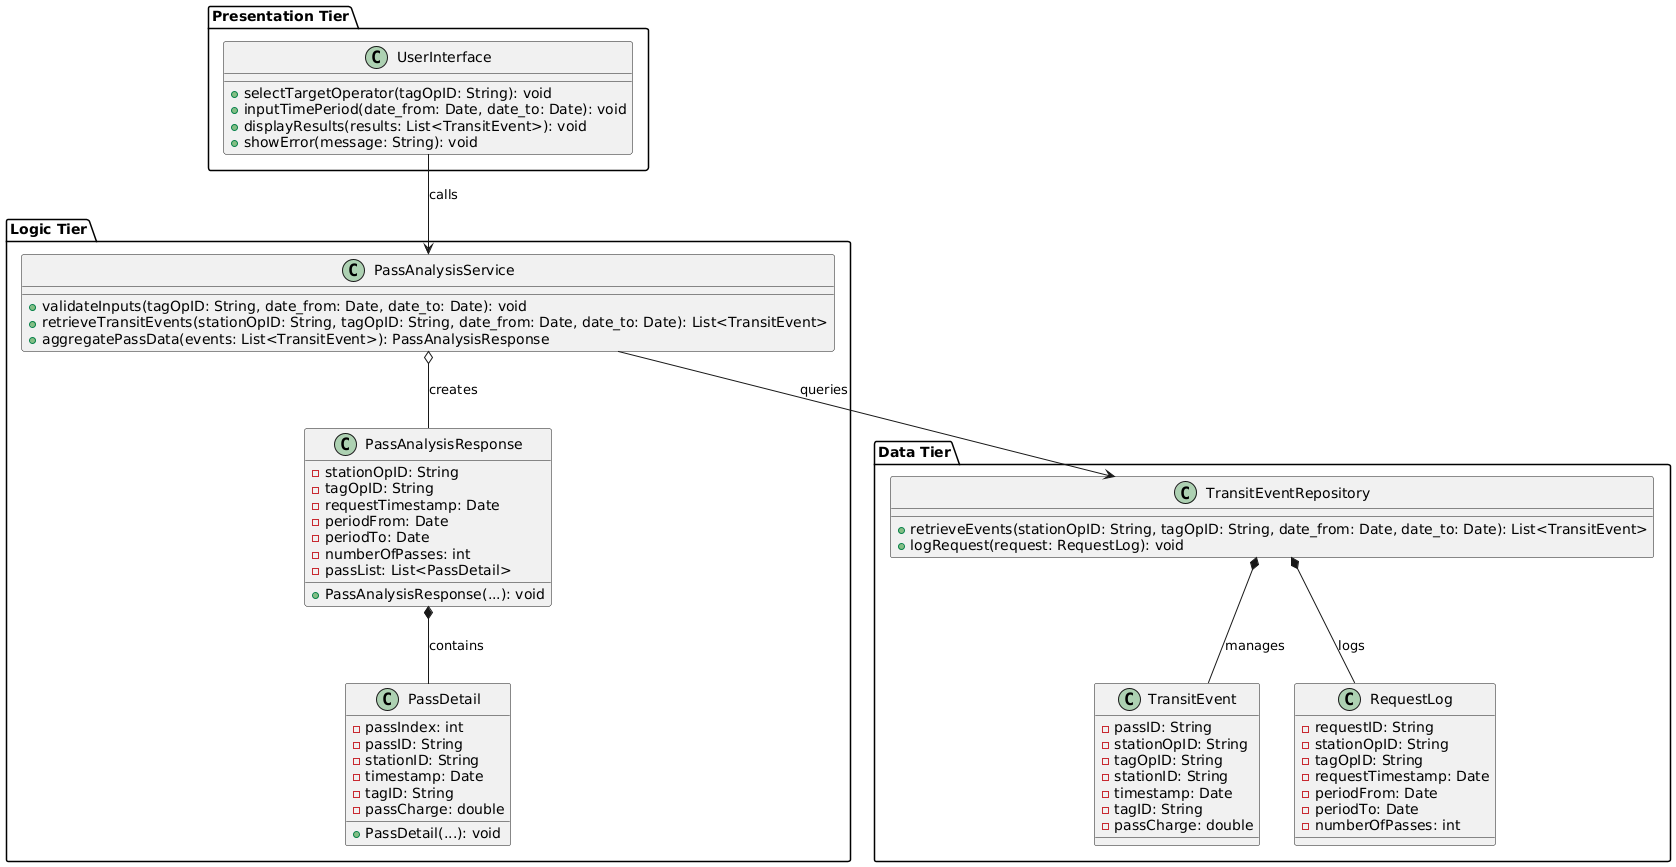 Presentation Tier
C UserInterface
selectTargetOperator(tagOpID: String): void
inputTimePeriod(date_from: Date, date_to: Date): void
displayResults(results: List<TransitEvent>): void
showError(message: String): void
calls
Logic Tier
C PassAnalysisService
validateInputs(tagOpID: String, date_from: Date, date_to: Date): void
retrieveTransitEvents(stationOpID: String, tagOpID: String, date_from: Date, date_to: Date): List<TransitEvent>
aggregatePassData(events: List<TransitEvent>): PassAnalysisResponse
creates
queries
C PassAnalysisResponse
stationOpID: String
tagOpID: String
requestTimestamp: Date
periodFrom: Date
periodTo: Date
numberOfPasses: int
passList: List<PassDetail>
PassAnalysisResponse(...): void
contains
C PassDetail
passIndex: int
passID: String
stationID: String
timestamp: Date
tagID: String
passCharge: double
PassDetail(...): void
Data Tier
C TransitEventRepository
retrieveEvents(stationOpID: String, tagOpID: String, date_from: Date, date_to: Date): List<TransitEvent>
logRequest(request: RequestLog): void
manages
logs
C TransitEvent
passID: String
stationOpID: String
tagOpID: String
stationID: String
timestamp: Date
tagID: String
passCharge: double
C RequestLog
requestID: String
stationOpID: String
tagOpID: String
requestTimestamp: Date
periodFrom: Date
periodTo: Date
numberOfPasses: int